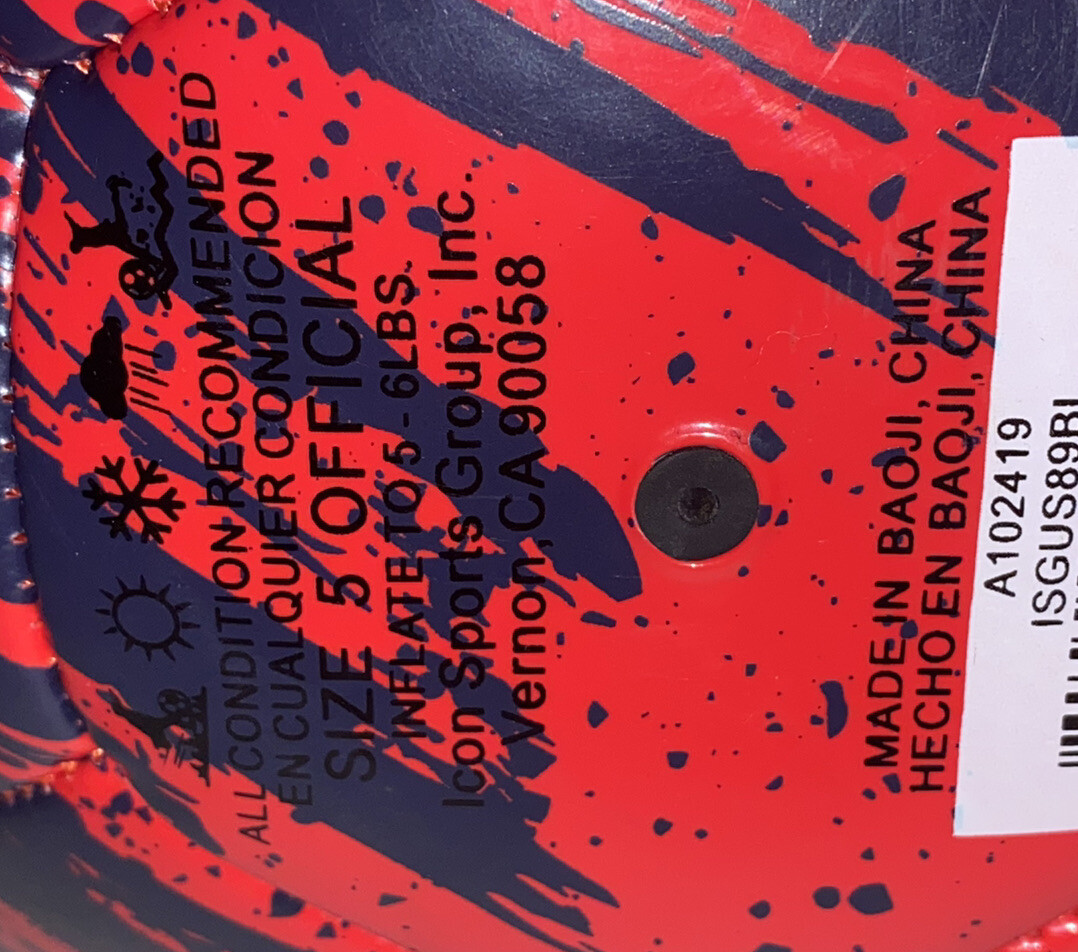 ALL CONDITION RECOMMENDED
EN CUALQUIER CONDICION
SIZE 5 OFFICIAL
INFLATE TO 5 - 6LBS.
Icon Sports Group, Inc.
Vernon, CA 90058
MADE IN BAOJI, CHINA
HECHO EN BAOJI, CHINA
A102419